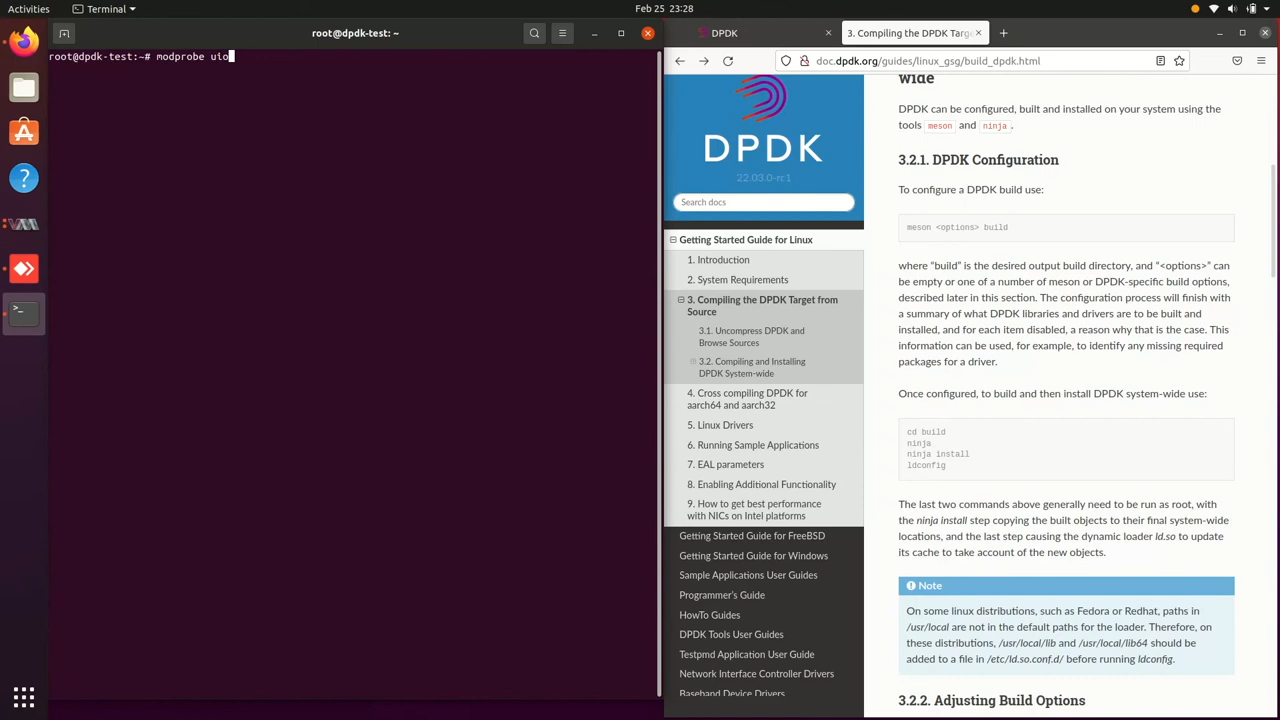 Activities
Terminal
Feb 25 23:28
root@dpdk-test: ~
root@dpdk-test:~# modprobe uio
DPDK
3. Compiling the DPDK Targ
doc.dpdk.org/guides/linux_gsg/build_dpdk.html
DPDK
22.03.0-rc1
Search docs
Getting Started Guide for Linux
1. Introduction
2. System Requirements
3. Compiling the DPDK Target from
Source
3.1. Uncompress DPDK and
Browse Sources
3.2. Compiling and Installing
DPDK System-wide
4. Cross compiling DPDK for
aarch64 and aarch32
5. Linux Drivers
6. Running Sample Applications
7. EAL parameters
8. Enabling Additional Functionality
9. How to get best performance
with NICs on Intel platforms
Getting Started Guide for FreeBSD
Getting Started Guide for Windows
Sample Applications User Guides
Programmer's Guide
HowTo Guides
DPDK Tools User Guides
Testpmd Application User Guide
Network Interface Controller Drivers
Baseband Device Drivers
wide
DPDK can be configured, built and installed on your system using the
tools meson and ninja.
3.2.1. DPDK Configuration
To configure a DPDK build use:
meson <options> build
where “build” is the desired output build directory, and “<options>” can
be empty or one of a number of meson or DPDK-specific build options,
described later in this section. The configuration process will finish with
a summary of what DPDK libraries and drivers are to be built and
installed, and for each item disabled, a reason why that is the case. This
information can be used, for example, to identify any missing required
packages for a driver.
Once configured, to build and then install DPDK system-wide use:
cd build
ninja
ninja install
ldconfig
The last two commands above generally need to be run as root, with
the ninja install step copying the built objects to their final system-wide
locations, and the last step causing the dynamic loader ld.so to update
its cache to take account of the new objects.
Note
On some linux distributions, such as Fedora or Redhat, paths in
/usr/local are not in the default paths for the loader. Therefore, on
these distributions, /usr/local/lib and /usr/local/lib64 should be
added to a file in /etc/ld.so.conf.d/ before running ldconfig.
3.2.2. Adjusting Build Options